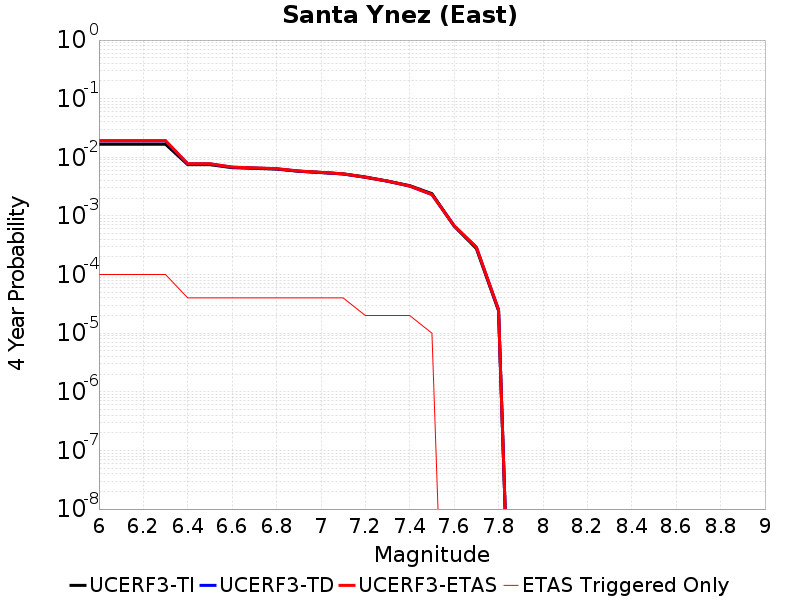 Santa Ynez (East)
4 Year Probability
10^0
10^-1
10^-2
10^-3
10^-4
10^-5
10^-6
10^-7
10^-8
6 6.2 6.4 6.6 6.8 7 7.2 7.4 7.6 7.8 8 8.2 8.4 8.6 8.8 9
Magnitude
UCERF3-TI UCERF3-TD UCERF3-ETAS ETAS Triggered Only